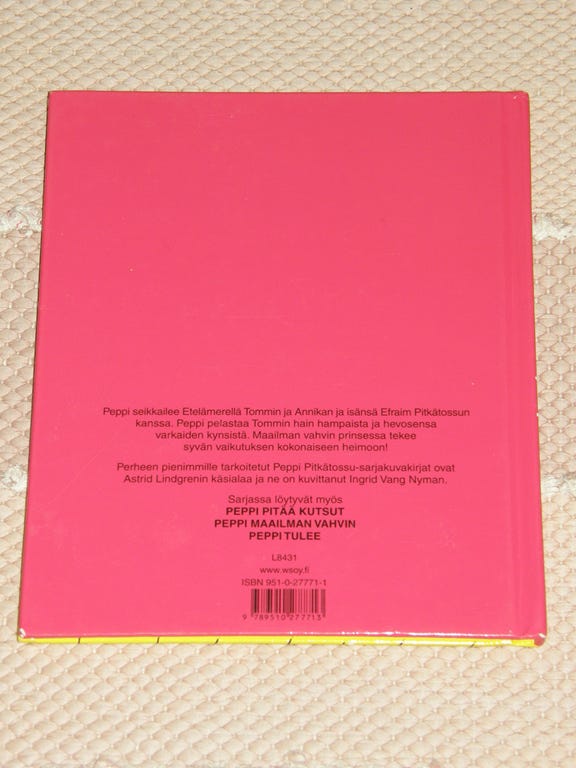 Peppi seikkailee Etelämerellä Tommin ja Annikan ja isänsä Efraim Pitkätossun
kanssa. Peppi pelastaa Tommin hain hampaista ja hevosensa
varkaiden kynsistä. Maailman vahvin prinsessa tekee
syvän vaikutuksen kokonaiseen heimoon!
Perheen pienimmille tarkoitetut Peppi Pitkätossu-sarjakuvakirjat ovat
Astrid Lindgrenin käsialaa ja ne on kuvittanut Ingrid Vang Nyman.
Sarjassa löytyvät myös
PEPPI PITÄÄ KUTSUT
PEPPI MAAILMAN VAHVIN
PEPPI TULEE
L8431
www.wsoy.fi
ISBN 951-0-27771-1
9 789510 277713